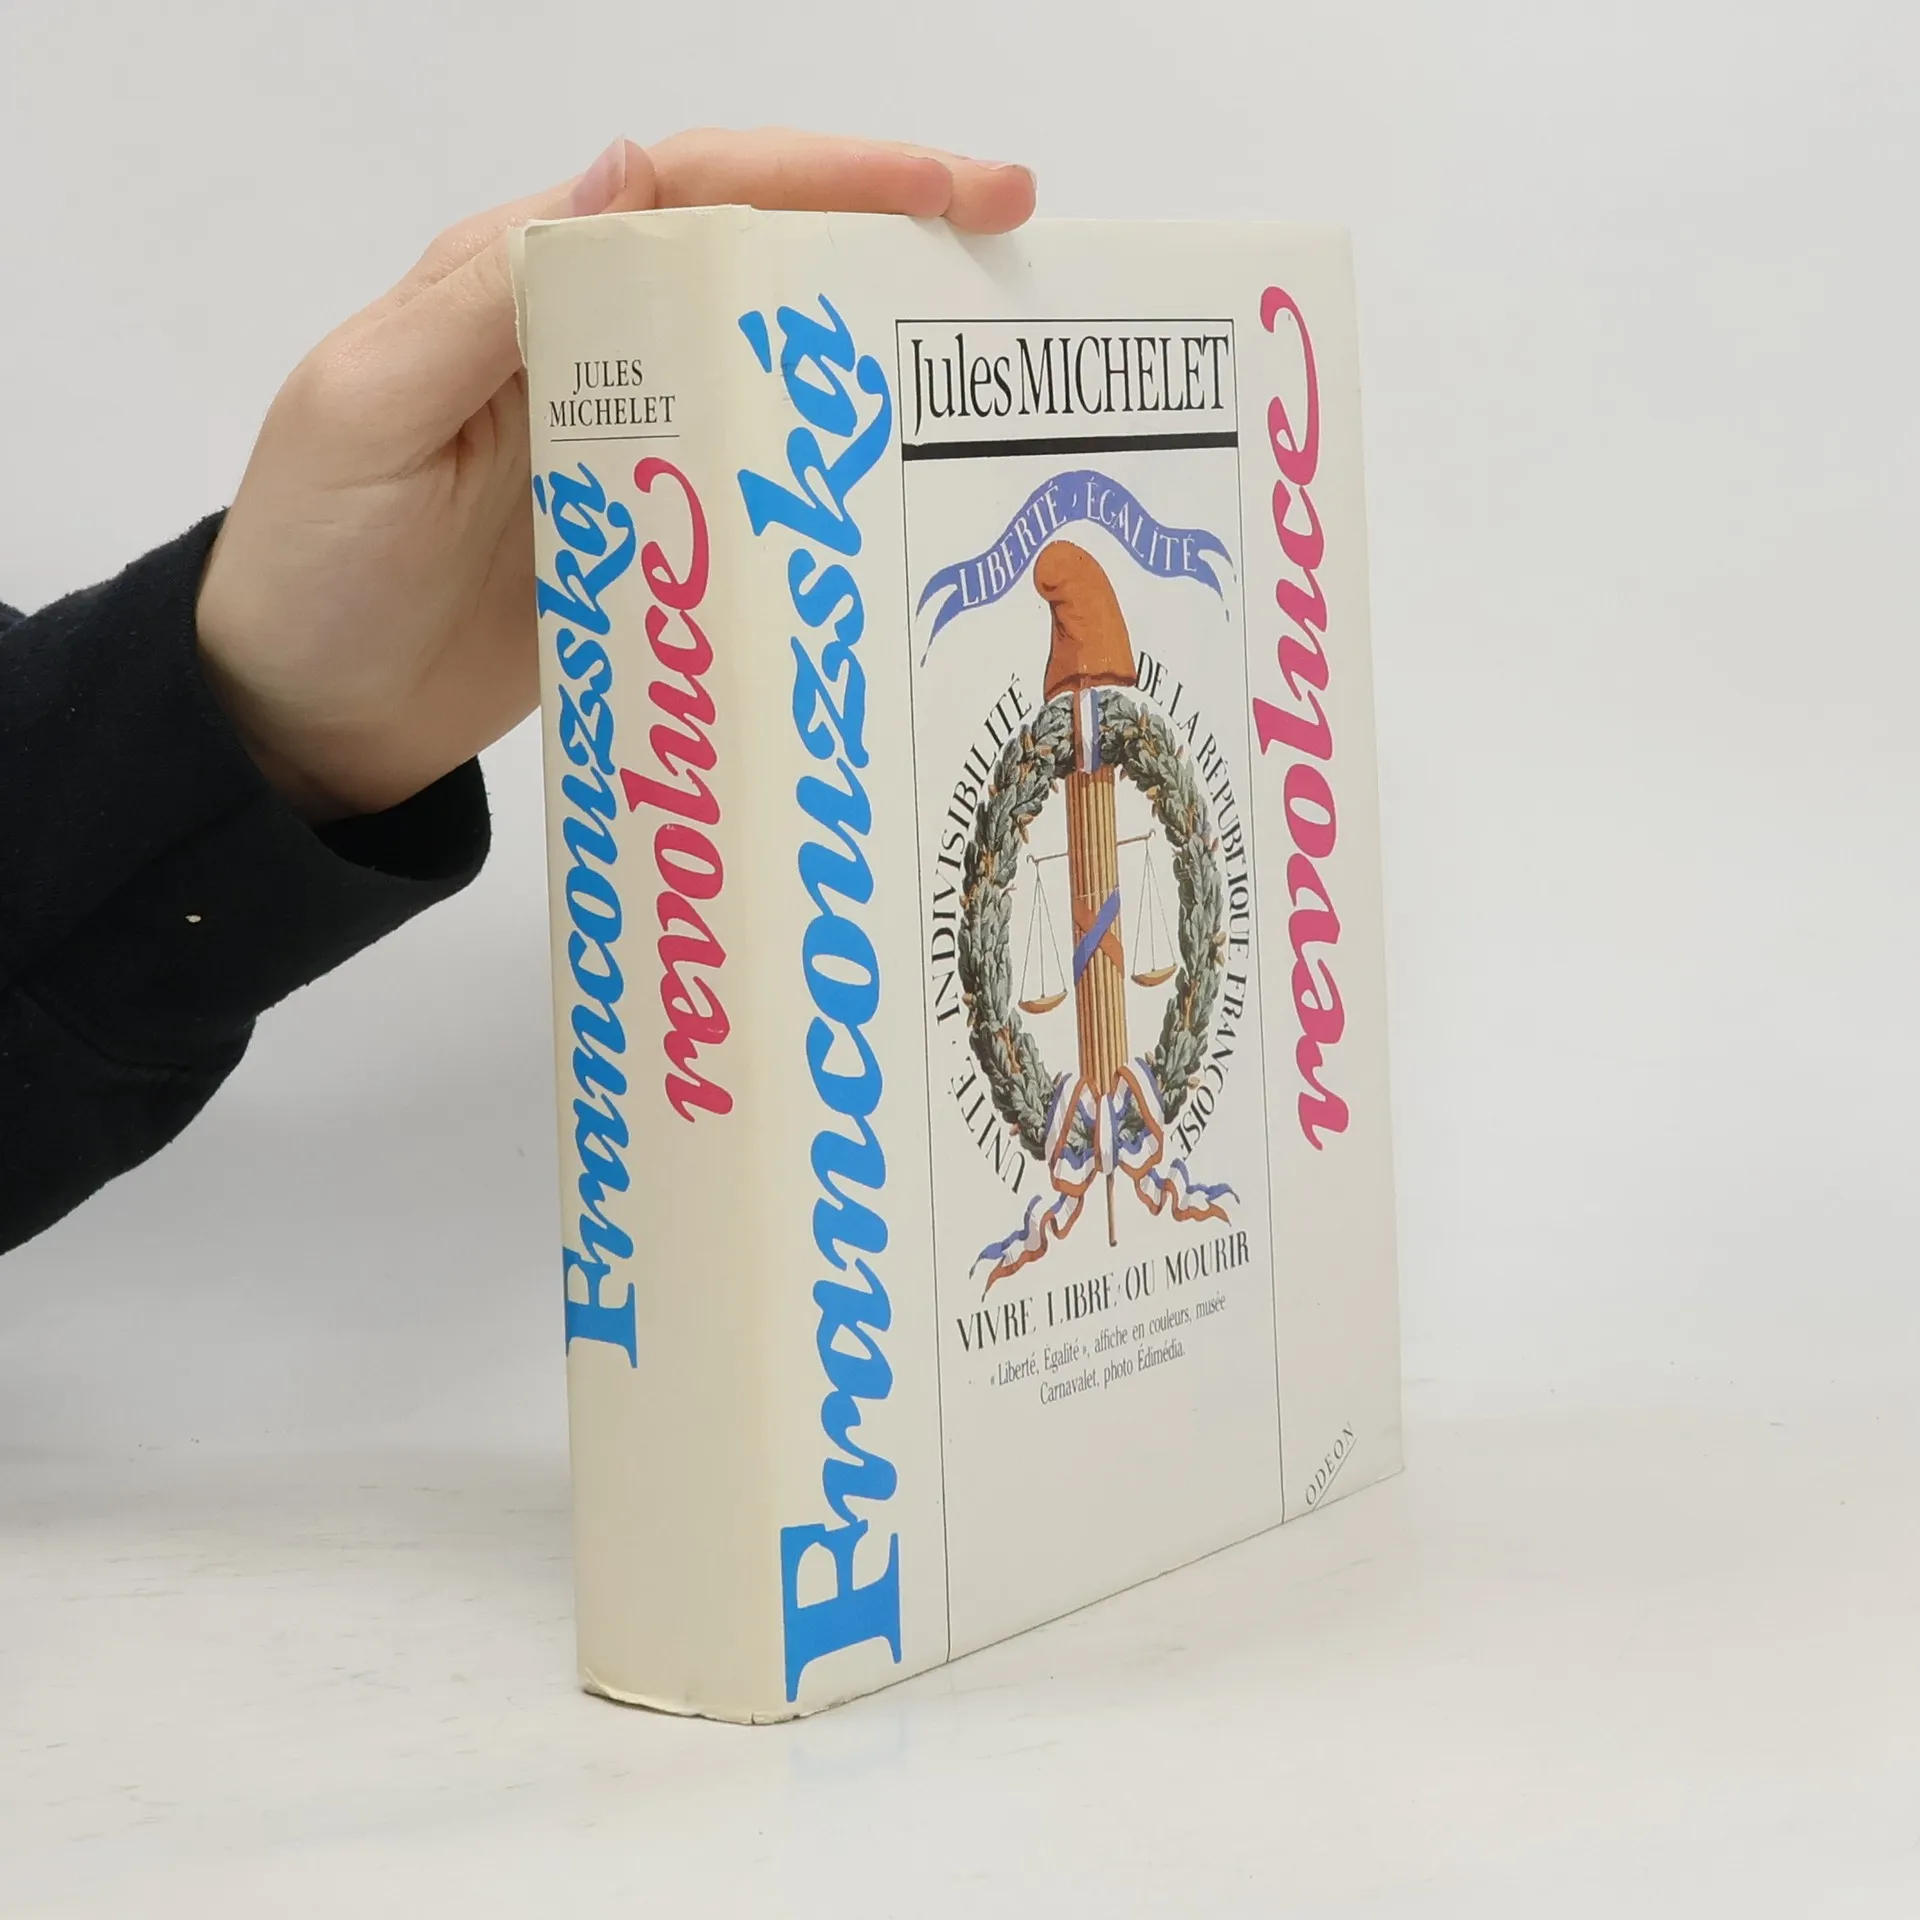 JULES
MICHELET
Francouzská
revoluce
Francouzská
Jules MICHELET
LIBERTÉ, ÉGALITÉ
UNITÉ, INDIVISIBILITÉ
DE LA RÉPUBLIQUE FRANÇOISE
VIVRE LIBRE OU MOURIR
« Liberté, Égalité », affiche en couleurs, musée
Carnavalet, photo Édimédia.
revoluce
ODEON